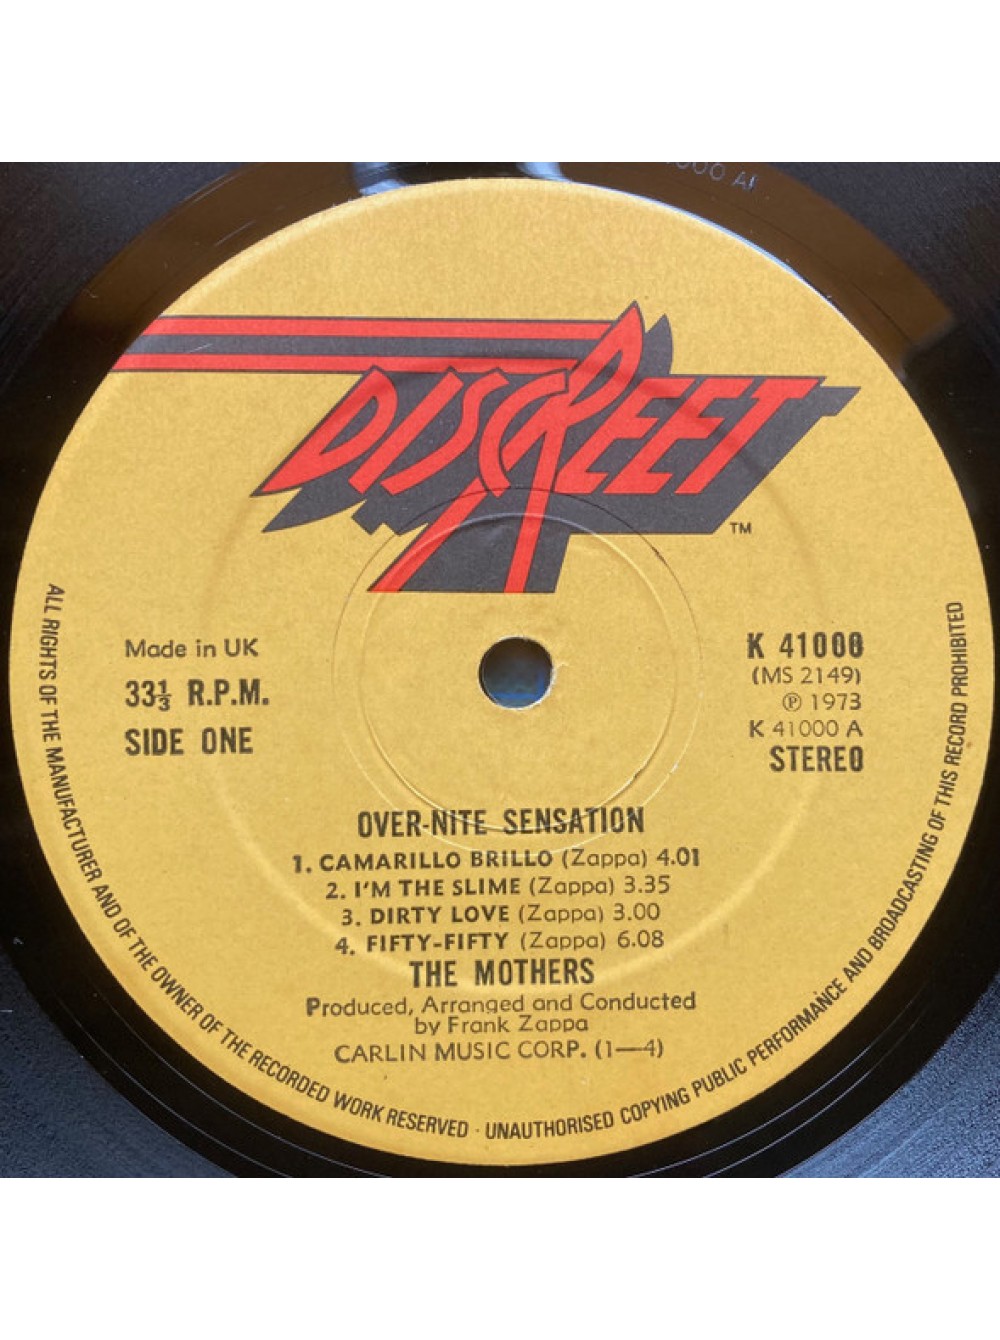 DISCREET
TM
Made in UK
33⅓ R.P.M.
SIDE ONE
K 41000
(MS 2149)
℗ 1973
K 41000 A
STEREO
OVER-NITE SENSATION
1. CAMARILLO BRILLO (Zappa) 4.01
2. I'M THE SLIME (Zappa) 3.35
3. DIRTY LOVE (Zappa) 3.00
4. FIFTY-FIFTY (Zappa) 6.08
THE MOTHERS
Produced, Arranged and Conducted
by Frank Zappa
CARLIN MUSIC CORP. (1—4)
ALL RIGHTS OF THE MANUFACTURER AND OF THE OWNER OF THE RECORDED WORK RESERVED · UNAUTHORISED COPYING PUBLIC PERFORMANCE AND BROADCASTING OF THIS RECORD PROHIBITED